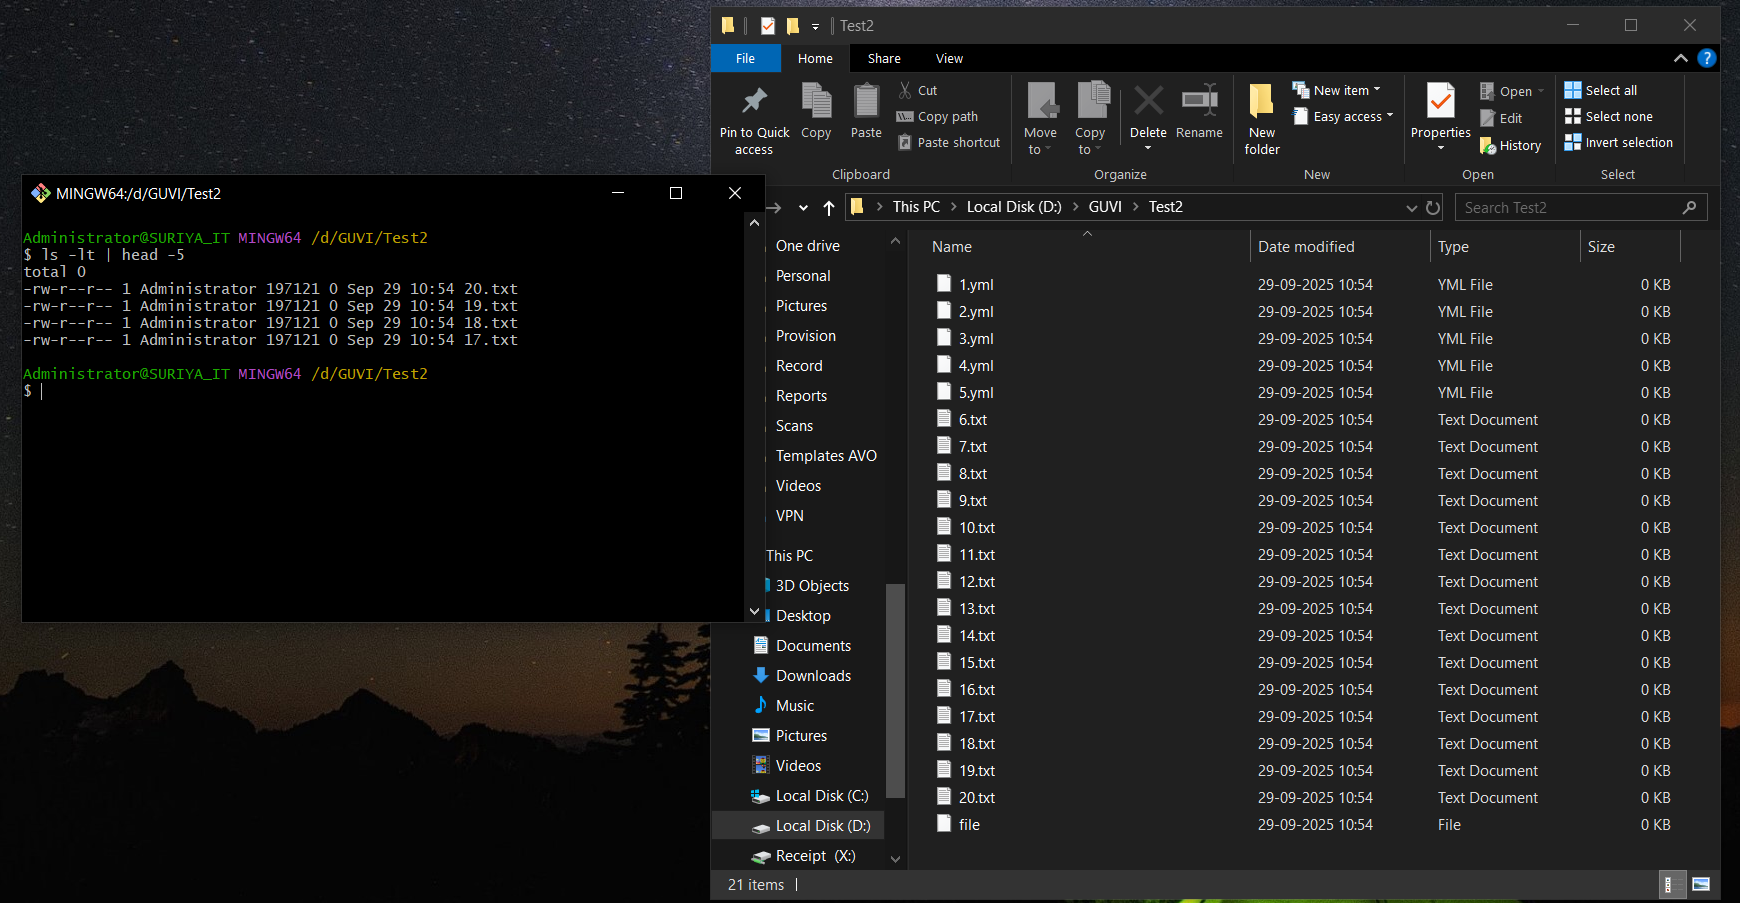 MINGW64:/d/GUVI/Test2
Administrator@SURIYA_IT MINGW64 /d/GUVI/Test2
$ ls -lt | head -5
total 0
-rw-r--r-- 1 Administrator 197121 0 Sep 29 10:54 20.txt
-rw-r--r-- 1 Administrator 197121 0 Sep 29 10:54 19.txt
-rw-r--r-- 1 Administrator 197121 0 Sep 29 10:54 18.txt
-rw-r--r-- 1 Administrator 197121 0 Sep 29 10:54 17.txt
Administrator@SURIYA_IT MINGW64 /d/GUVI/Test2
$
Test2
File Home Share View
Pin to Quick access
Copy
Paste
Cut
Copy path
Paste shortcut
Clipboard
Move to
Copy to
Delete
Rename
Organize
New folder
New item
Easy access
New
Properties
Open
Edit
History
Open
Select all
Select none
Invert selection
Select
This PC > Local Disk (D:) > GUVI > Test2
Search Test2
One drive
Personal
Pictures
Provision
Record
Reports
Scans
Templates AVO
Videos
VPN
This PC
3D Objects
Desktop
Documents
Downloads
Music
Pictures
Videos
Local Disk (C:)
Local Disk (D:)
Receipt (X:)
Name Date modified Type Size
1.yml 29-09-2025 10:54 YML File 0 KB
2.yml 29-09-2025 10:54 YML File 0 KB
3.yml 29-09-2025 10:54 YML File 0 KB
4.yml 29-09-2025 10:54 YML File 0 KB
5.yml 29-09-2025 10:54 YML File 0 KB
6.txt 29-09-2025 10:54 Text Document 0 KB
7.txt 29-09-2025 10:54 Text Document 0 KB
8.txt 29-09-2025 10:54 Text Document 0 KB
9.txt 29-09-2025 10:54 Text Document 0 KB
10.txt 29-09-2025 10:54 Text Document 0 KB
11.txt 29-09-2025 10:54 Text Document 0 KB
12.txt 29-09-2025 10:54 Text Document 0 KB
13.txt 29-09-2025 10:54 Text Document 0 KB
14.txt 29-09-2025 10:54 Text Document 0 KB
15.txt 29-09-2025 10:54 Text Document 0 KB
16.txt 29-09-2025 10:54 Text Document 0 KB
17.txt 29-09-2025 10:54 Text Document 0 KB
18.txt 29-09-2025 10:54 Text Document 0 KB
19.txt 29-09-2025 10:54 Text Document 0 KB
20.txt 29-09-2025 10:54 Text Document 0 KB
file 29-09-2025 10:54 File 0 KB
21 items